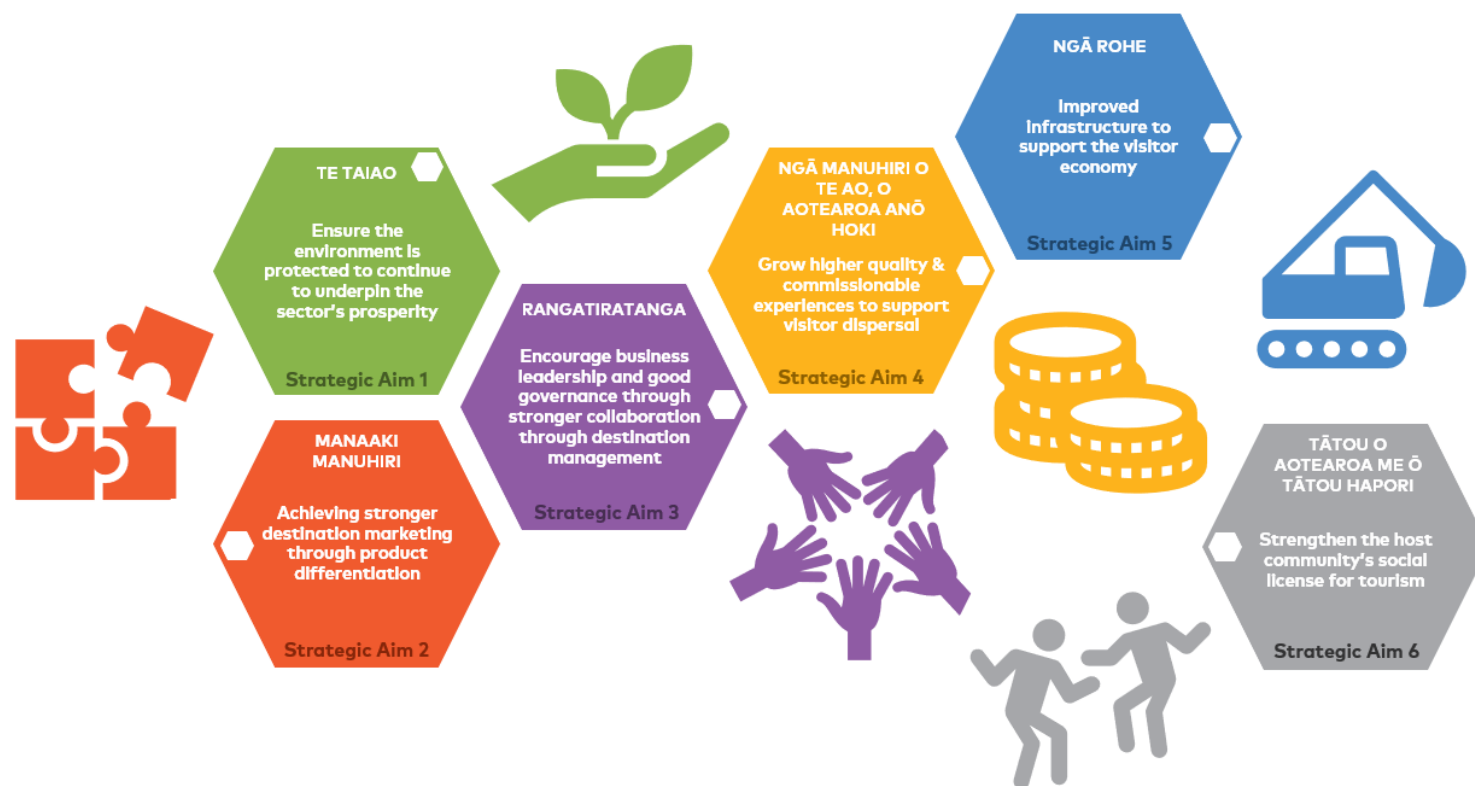 TE TAIAO
Ensure the
environment is
protected to continue
to underpin the
sector's prosperity
Strategic Aim 1
MANAAKI
MANUHIRI
Achieving stronger
destination marketing
through product
differentiation
Strategic Aim 2
RANGATIRATANGA
Encourage business
leadership and good
governance through
stronger collaboration
through destination
management
Strategic Aim 3
NGĀ MANUHIRI O
TE AO, O
AOTEAROA ANŌ
HOKI
Grow higher quality &
commissionable
experiences to support
visitor dispersal
Strategic Aim 4
NGĀ ROHE
Improved
infrastructure to
support the visitor
economy
Strategic Aim 5
TĀTOU O
AOTEAROA ME Ō
TĀTOU HAPORI
Strengthen the host
community's social
license for tourism
Strategic Aim 6